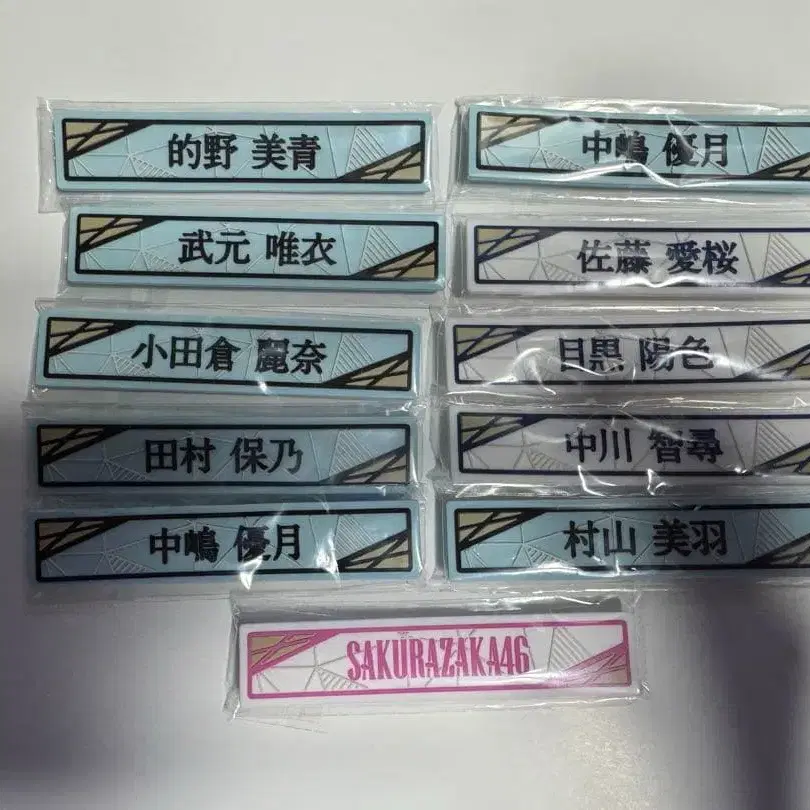 的野 美青
中嶋 優月
武元 唯衣
佐藤 愛桜
小田倉 麗奈
目黒 陽色
田村 保乃
中川 智尋
中嶋 優月
村山 美羽
SAKURAZAKA46